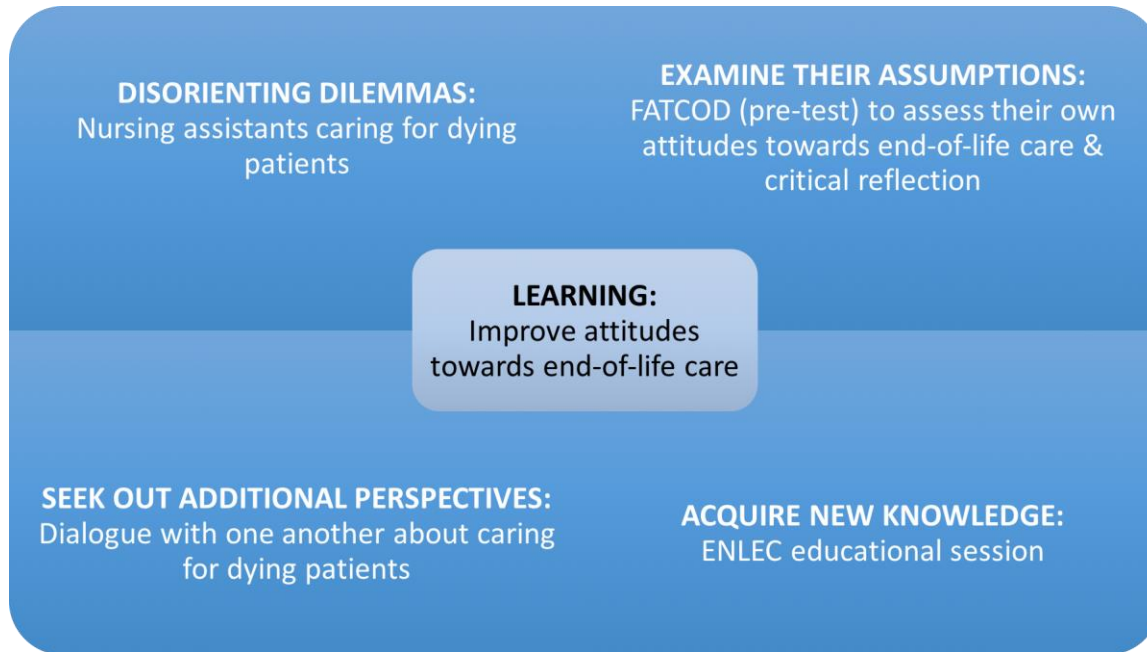 DISORIENTING DILEMMAS:
Nursing assistants caring for dying
patients
EXAMINE THEIR ASSUMPTIONS:
FATCOD (pre-test) to assess their own
attitudes towards end-of-life care &
critical reflection
LEARNING:
Improve attitudes
towards end-of-life care
SEEK OUT ADDITIONAL PERSPECTIVES:
Dialogue with one another about caring
for dying patients
ACQUIRE NEW KNOWLEDGE:
ENLEC educational session